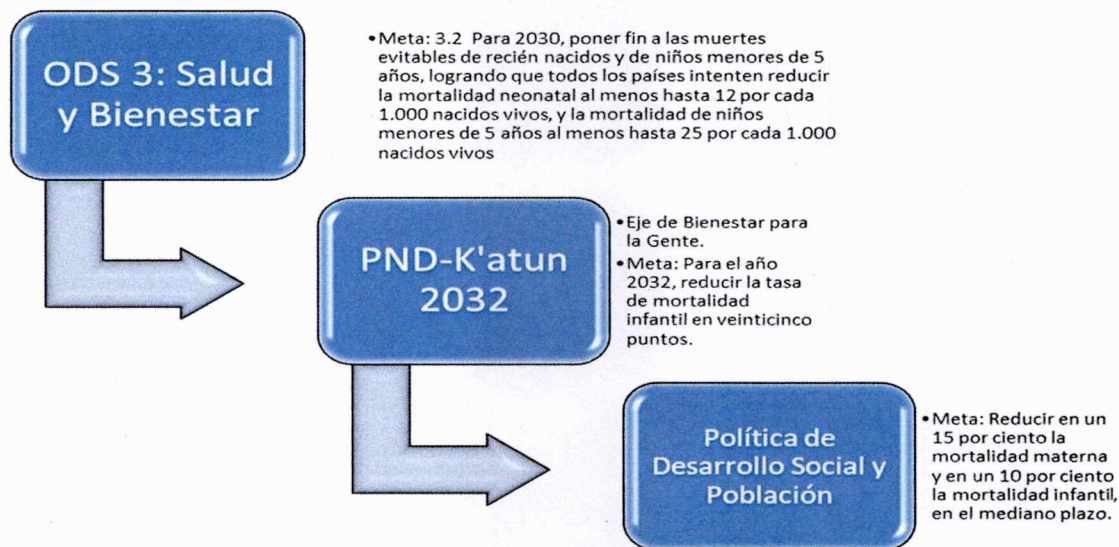 ODS 3: Salud
y Bienestar
•Meta: 3.2 Para 2030, poner fin a las muertes
evitables de recién nacidos y de niños menores de 5
años, logrando que todos los países intenten reducir
la mortalidad neonatal al menos hasta 12 por cada
1.000 nacidos vivos, y la mortalidad de niños
menores de 5 años al menos hasta 25 por cada 1.000
nacidos vivos
PND-K'atun
2032
•Eje de Bienestar para
la Gente.
•Meta: Para el año
2032, reducir la tasa
de mortalidad
infantil en veinticinco
puntos.
Política de
Desarrollo Social y
Población
•Meta: Reducir en un
15 por ciento la
mortalidad materna
y en un 10 por ciento
la mortalidad infantil,
en el mediano plazo.